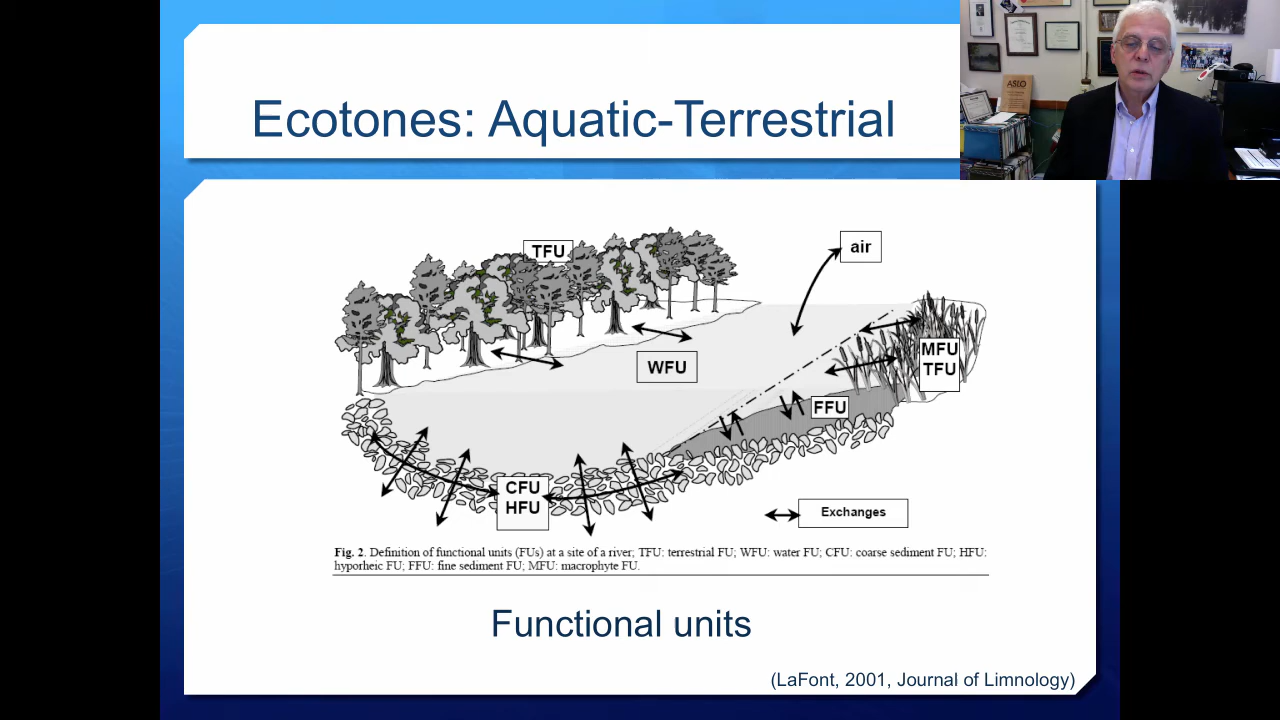 Ecotones: Aquatic-Terrestrial
ASLO
TFU
air
WFU
MFU
TFU
FFU
CFU
HFU
Exchanges
Fig. 2. Definition of functional units (FUs) at a site of a river; TFU: terrestrial FU; WFU: water FU; CFU: coarse sediment FU; HFU:
hyporheic FU; FFU: fine sediment FU; MFU: macrophyte FU.
Functional units
(LaFont, 2001, Journal of Limnology)